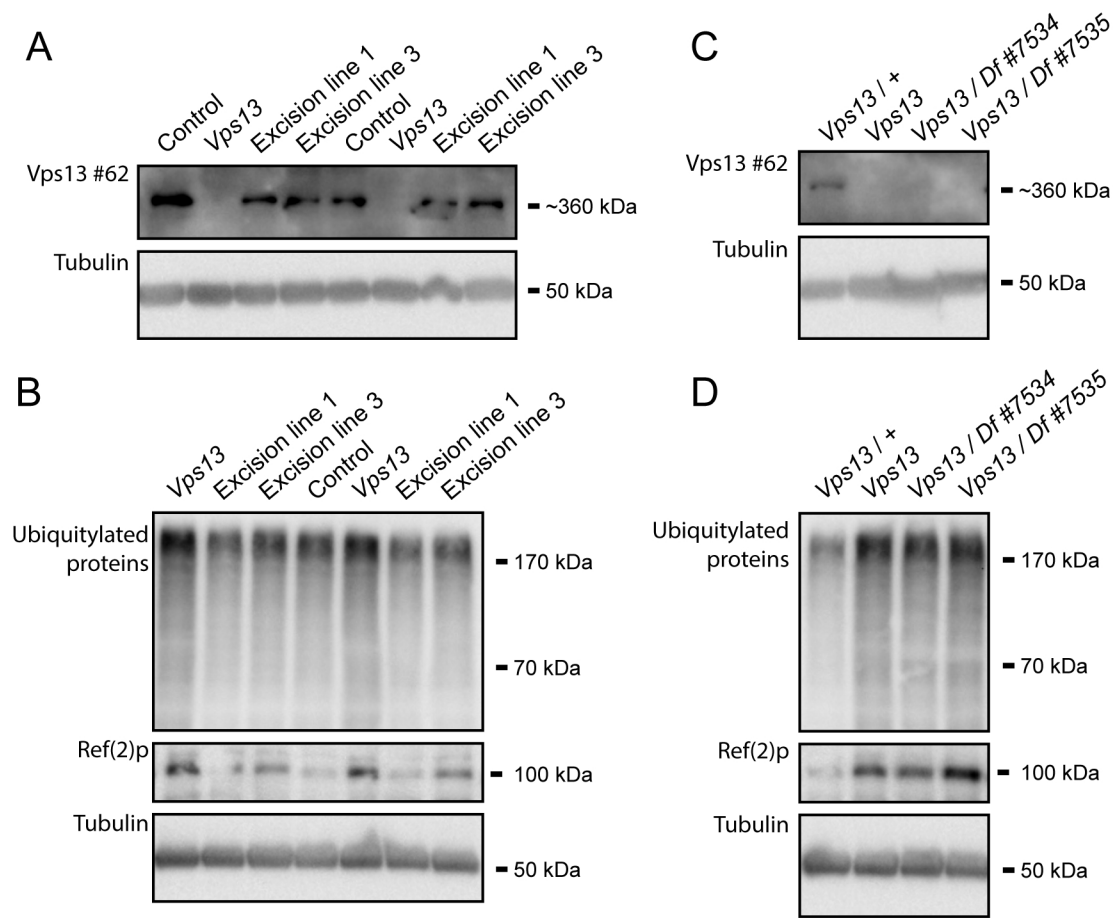 A
Control
Vps13
Excision line 1
Excision line 3
Control
Vps13
Excision line 1
Excision line 3
Vps13 #62
~360 kDa
Tubulin
50 kDa
B
Vps13
Excision line 1
Excision line 3
Control
Vps13
Excision line 1
Excision line 3
Ubiquitylated
proteins
170 kDa
70 kDa
Ref(2)p
100 kDa
Tubulin
50 kDa
C
Vps13 / +
Vps13
Vps13 / Df #7534
Vps13 / Df #7535
Vps13 #62
~360 kDa
Tubulin
50 kDa
D
Vps13 / +
Vps13
Vps13 / Df #7534
Vps13 / Df #7535
Ubiquitylated
proteins
170 kDa
70 kDa
Ref(2)p
100 kDa
Tubulin
50 kDa